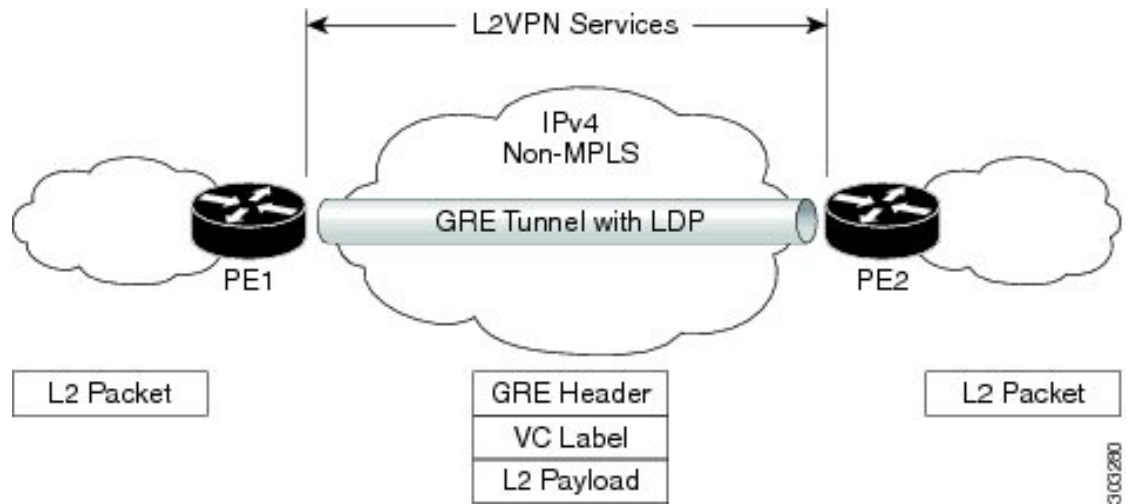 L2VPN Services
IPv4
Non-MPLS
GRE Tunnel with LDP
PE1
PE2
L2 Packet
GRE Header
VC Label
L2 Payload
L2 Packet
303280